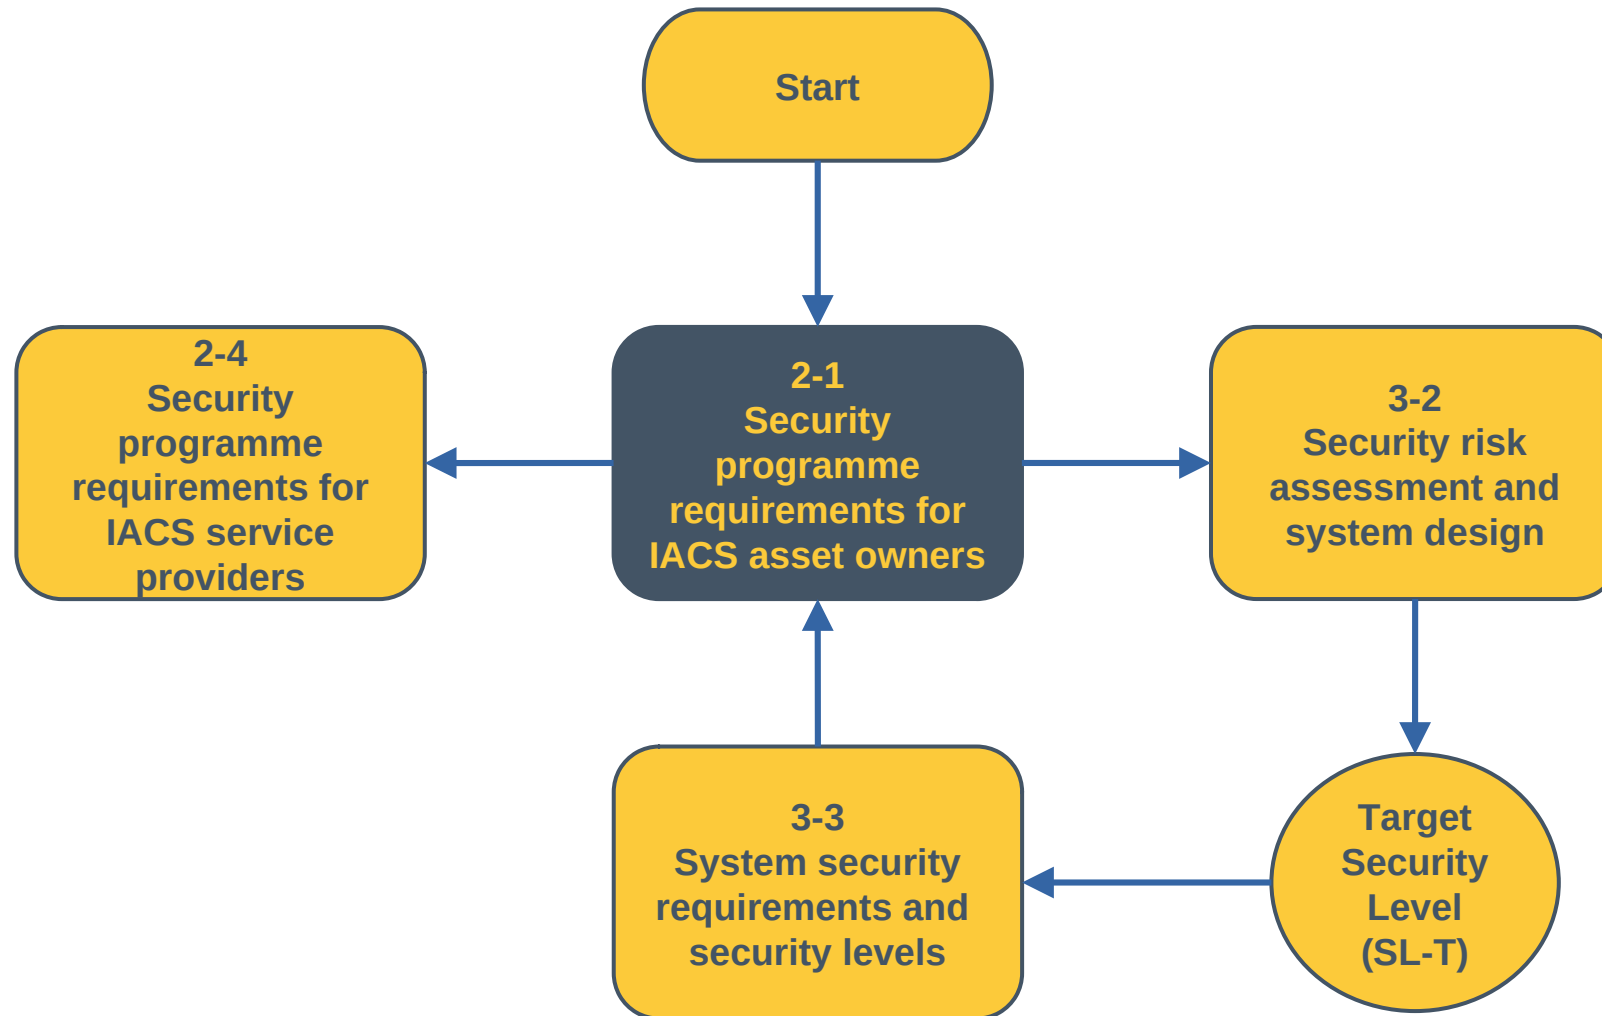 Start
2-4
Security
programme
requirements for
IACS service
providers
2-1
Security
programme
requirements for
IACS asset owners
3-2
Security risk
assessment and
system design
3-3
System security
requirements and
security levels
Target
Security
Level
(SL-T)